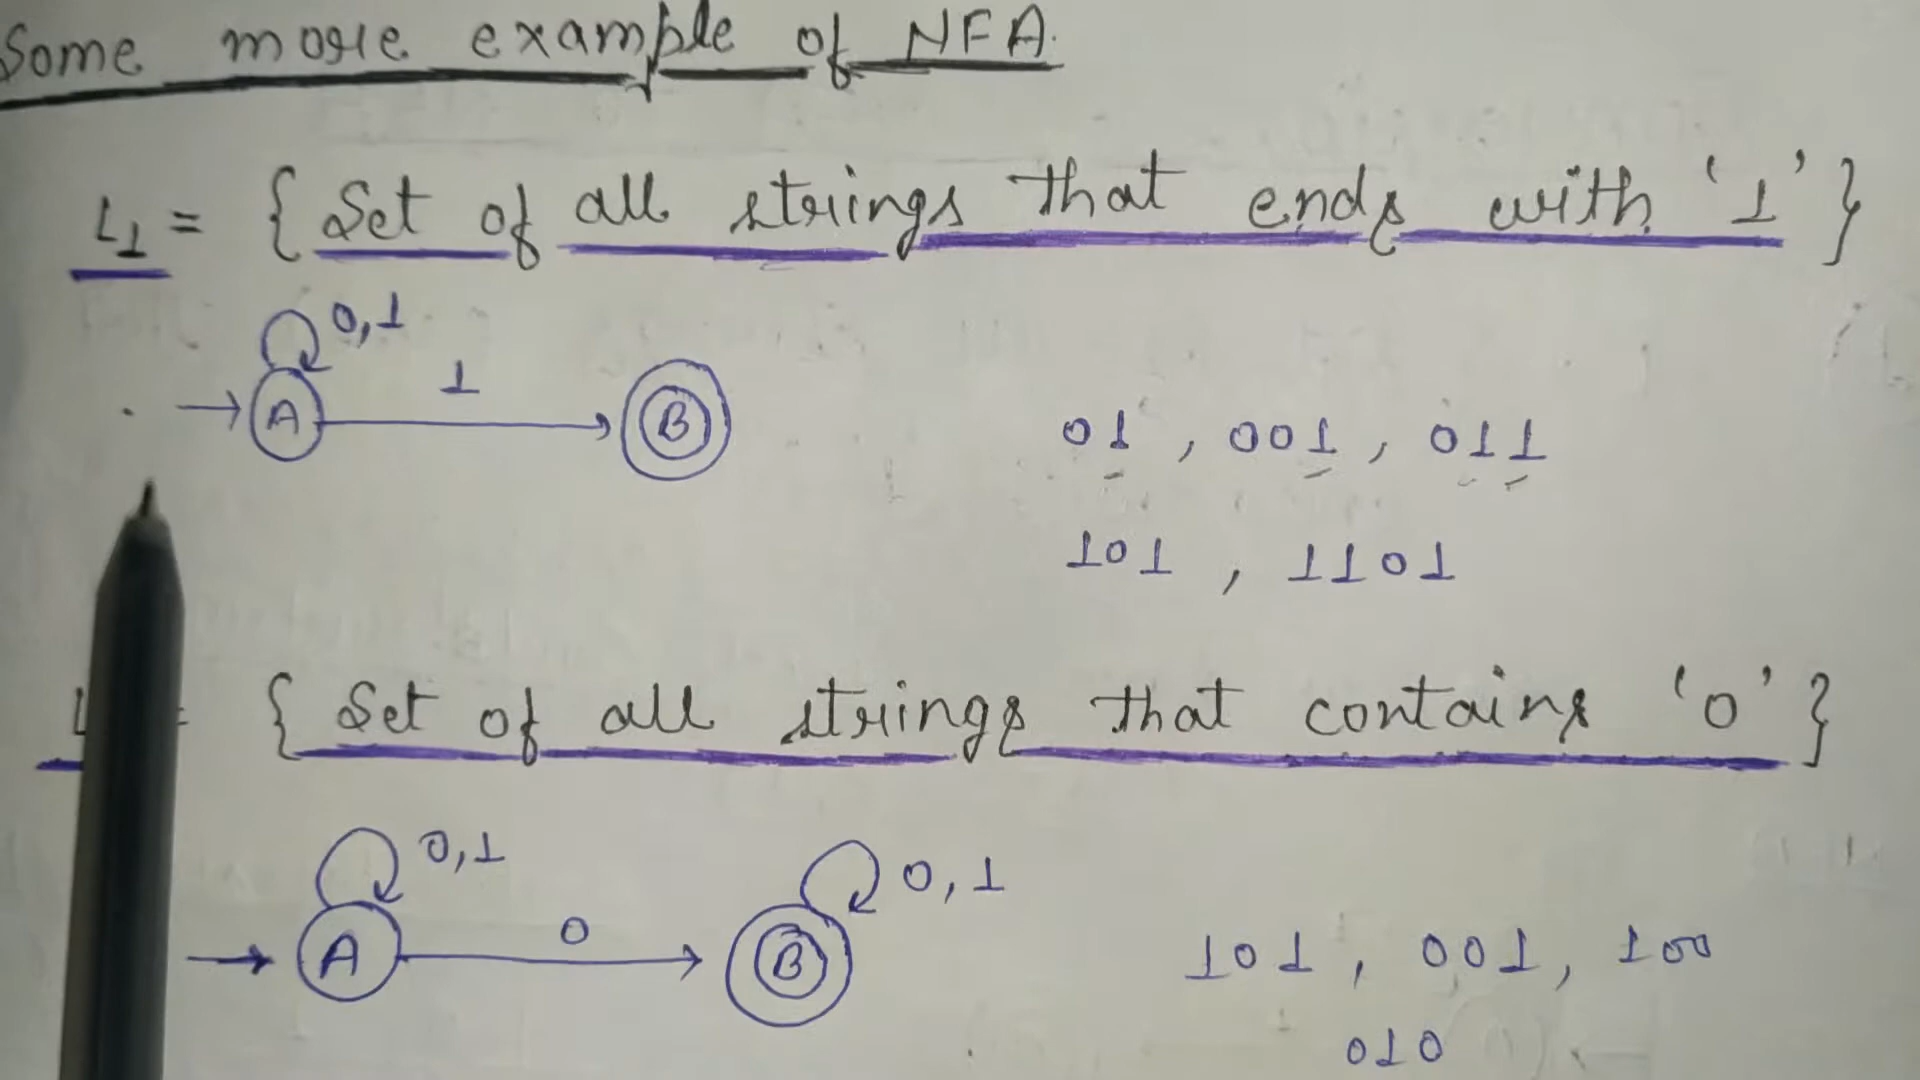 Some more example of NFA.
L1 = { Set of all strings that ends with '1' }
0,1
1
A
B
01 , 001 , 011
101 , 1101
= { Set of all strings that contains '0' }
0,1
0,1
0
A
B
101 , 001 , 100
010